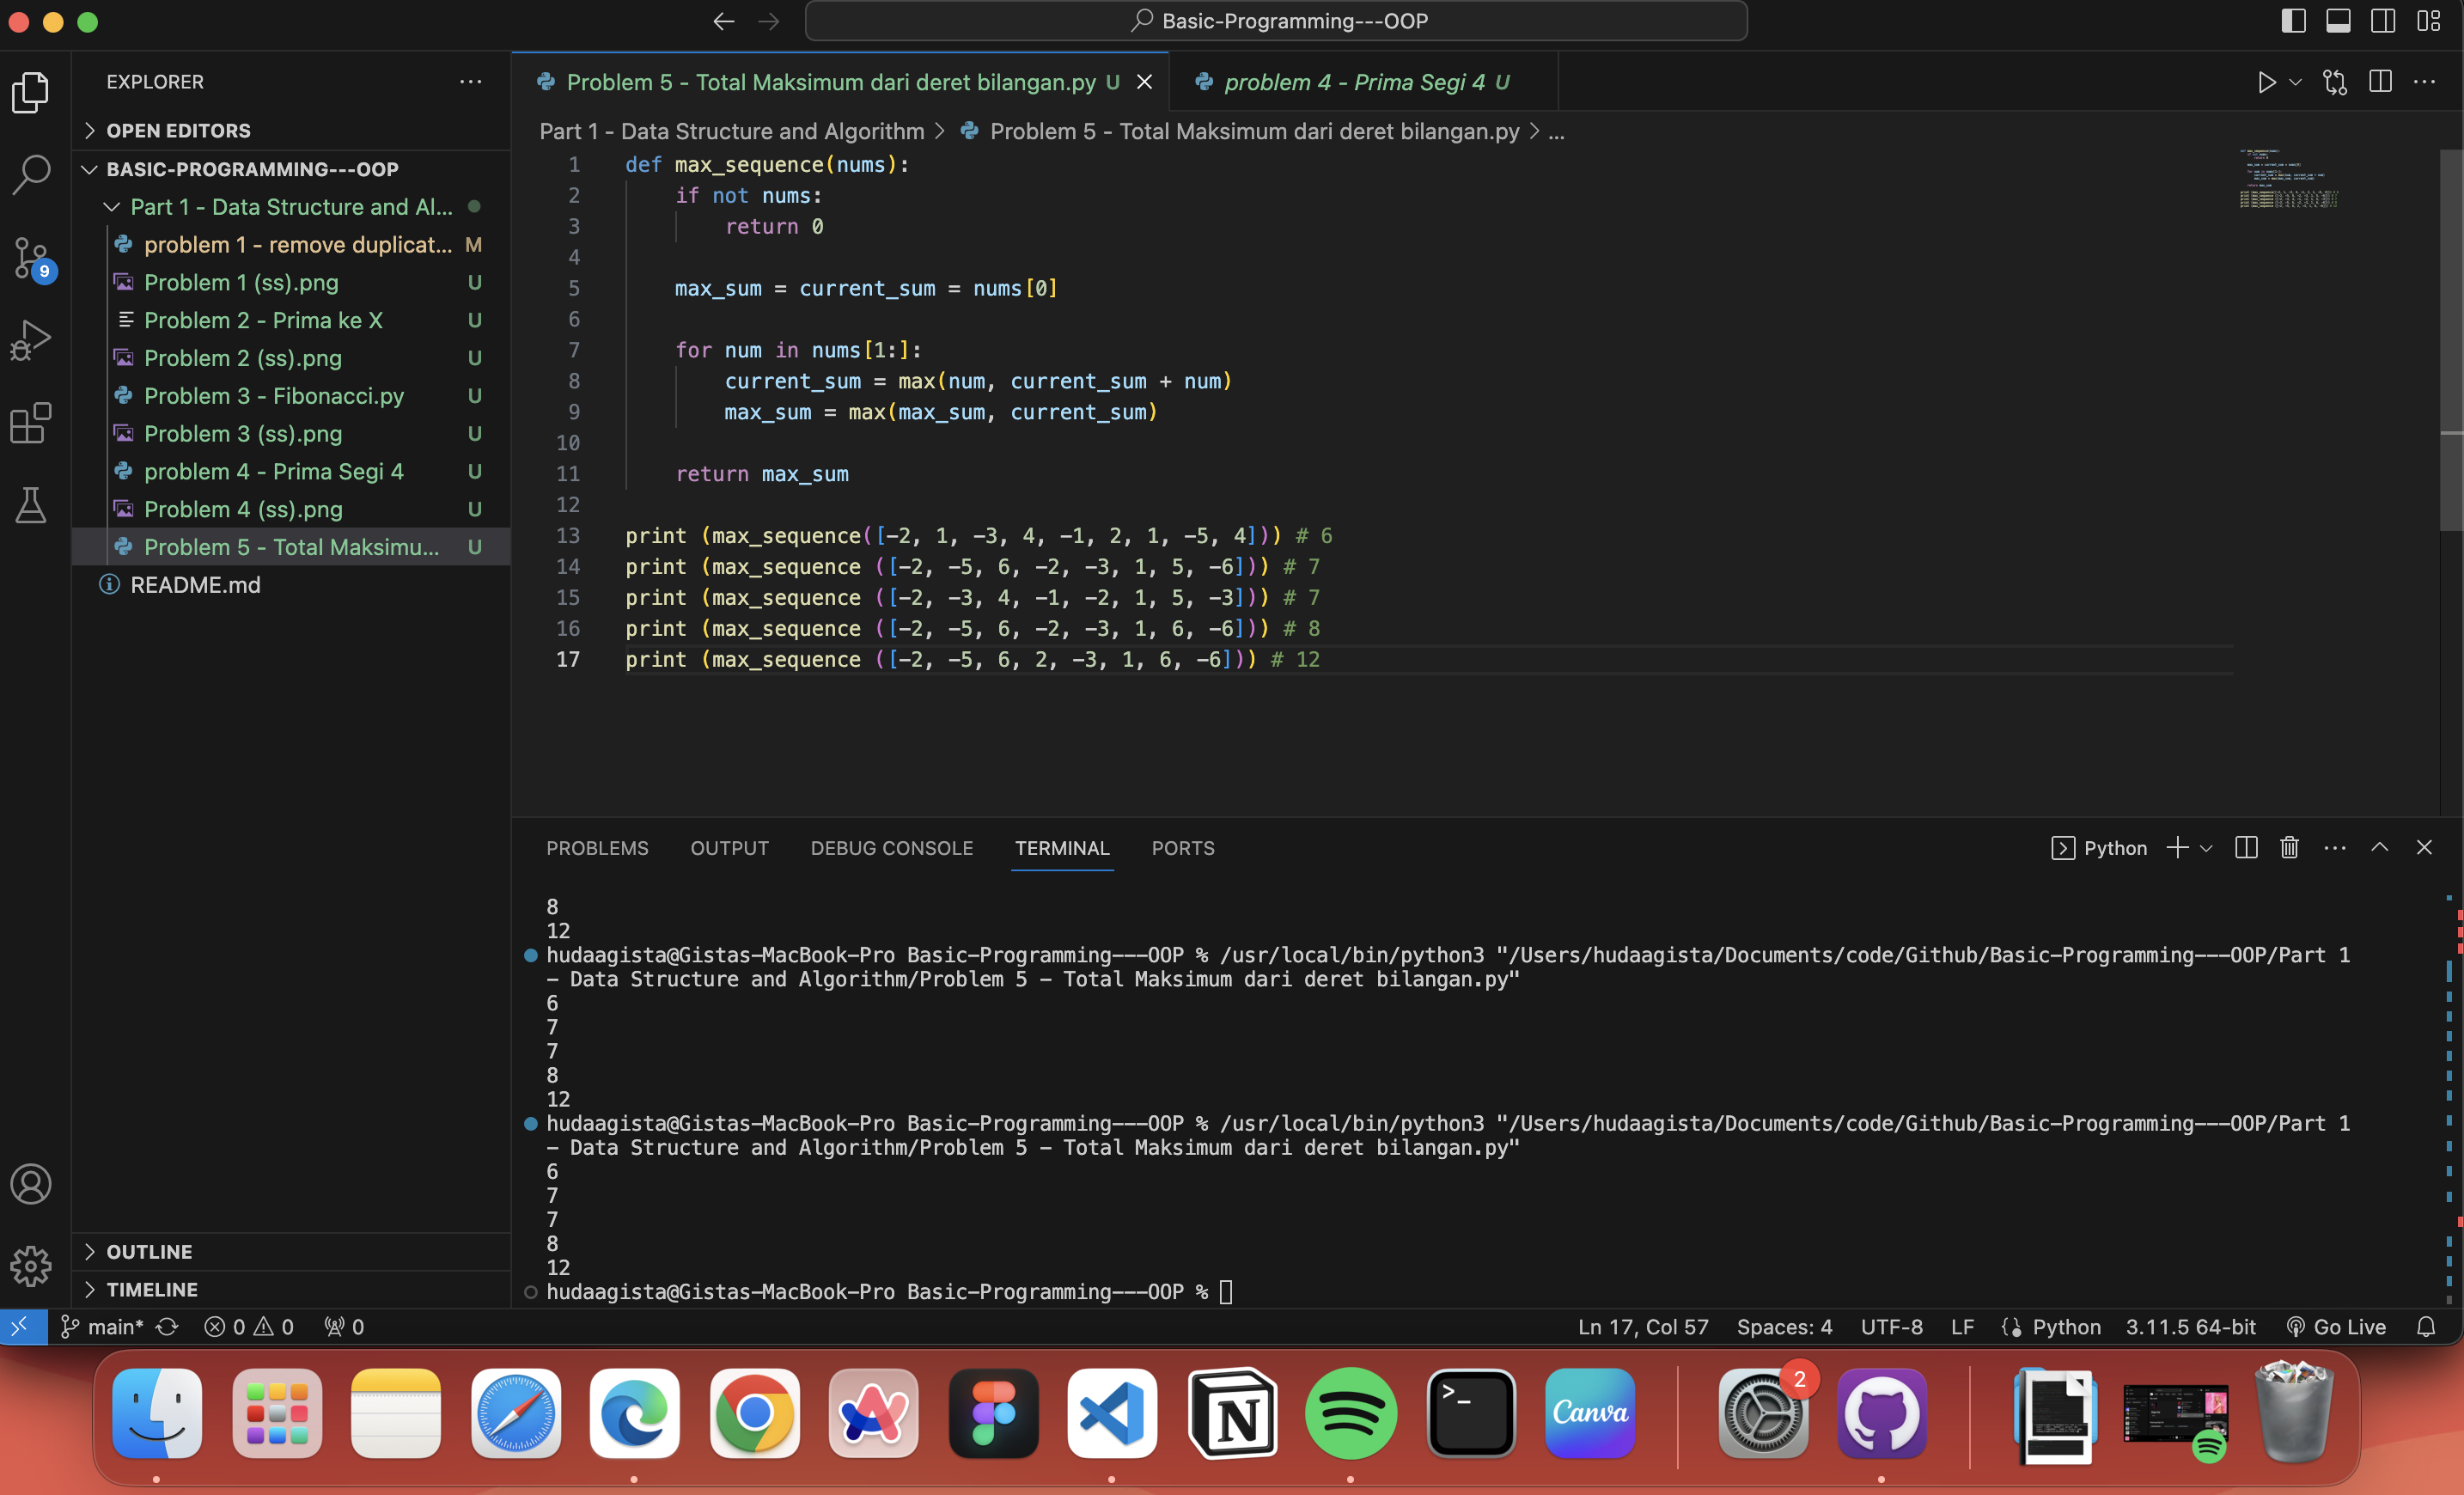 Basic-Programming---OOP
EXPLORER
OPEN EDITORS
BASIC-PROGRAMMING---OOP
Part 1 - Data Structure and Al...
problem 1 - remove duplicat... M
Problem 1 (ss).png U
Problem 2 - Prima ke X U
Problem 2 (ss).png U
Problem 3 - Fibonacci.py U
Problem 3 (ss).png U
problem 4 - Prima Segi 4 U
Problem 4 (ss).png U
Problem 5 - Total Maksimu... U
README.md
OUTLINE
TIMELINE
9
Problem 5 - Total Maksimum dari deret bilangan.py U
problem 4 - Prima Segi 4 U
Part 1 - Data Structure and Algorithm > Problem 5 - Total Maksimum dari deret bilangan.py > ...
1 def max_sequence(nums):
2 if not nums:
3 return 0
4
5 max_sum = current_sum = nums[0]
6
7 for num in nums[1:]:
8 current_sum = max(num, current_sum + num)
9 max_sum = max(max_sum, current_sum)
10
11 return max_sum
12
13 print (max_sequence([-2, 1, -3, 4, -1, 2, 1, -5, 4])) # 6
14 print (max_sequence ([-2, -5, 6, -2, -3, 1, 5, -6])) # 7
15 print (max_sequence ([-2, -3, 4, -1, -2, 1, 5, -3])) # 7
16 print (max_sequence ([-2, -5, 6, -2, -3, 1, 6, -6])) # 8
17 print (max_sequence ([-2, -5, 6, 2, -3, 1, 6, -6])) # 12
PROBLEMS OUTPUT DEBUG CONSOLE TERMINAL PORTS
Python
8
12
hudaagista@Gistas-MacBook-Pro Basic-Programming---OOP % /usr/local/bin/python3 "/Users/hudaagista/Documents/code/Github/Basic-Programming---OOP/Part 1
- Data Structure and Algorithm/Problem 5 - Total Maksimum dari deret bilangan.py"
6
7
7
8
12
hudaagista@Gistas-MacBook-Pro Basic-Programming---OOP % /usr/local/bin/python3 "/Users/hudaagista/Documents/code/Github/Basic-Programming---OOP/Part 1
- Data Structure and Algorithm/Problem 5 - Total Maksimum dari deret bilangan.py"
6
7
7
8
12
hudaagista@Gistas-MacBook-Pro Basic-Programming---OOP %
main* 0 0 0
Ln 17, Col 57 Spaces: 4 UTF-8 LF Python 3.11.5 64-bit Go Live
Canva
2